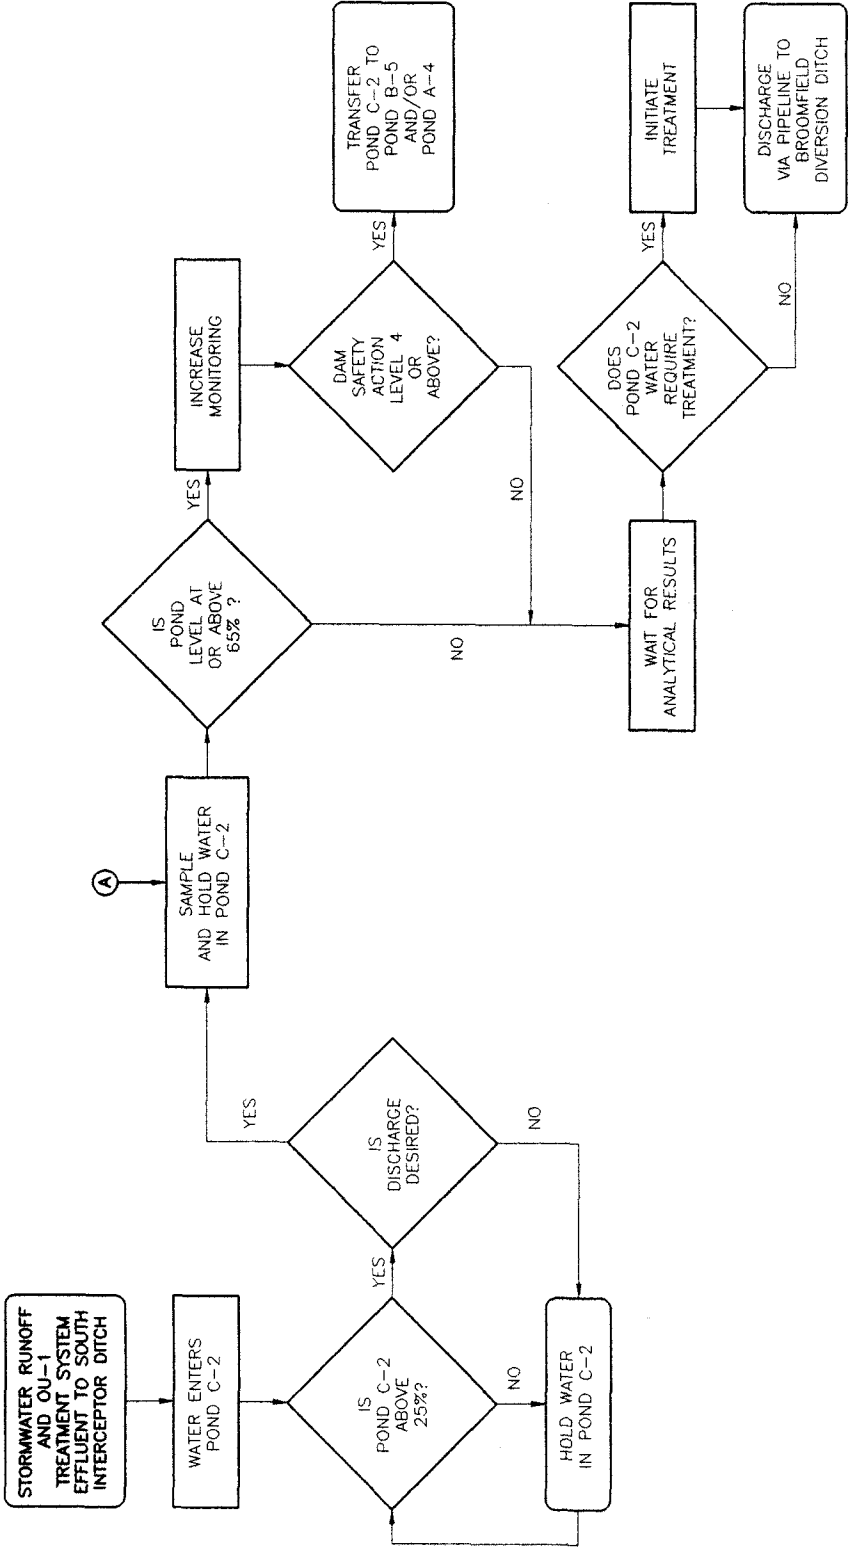 STORMWATER RUNOFF
AND OU-1
TREATMENT SYSTEM
EFFLUENT TO SOUTH
INTERCEPTOR DITCH
WATER ENTERS
POND C-2
IS
POND C-2
ABOVE
25%?
YES
NO
HOLD WATER
IN POND C-2
IS
DISCHARGE
DESIRED?
YES
NO
A
SAMPLE
AND HOLD WATER
IN POND C-2
IS
POND
LEVEL AT
OR ABOVE
65% ?
YES
NO
INCREASE
MONITORING
DAM
SAFETY
ACTION
LEVEL 4
OR
ABOVE?
YES
NO
TRANSFER
POND C-2 TO
POND B-5
AND/OR
POND A-4
WAIT FOR
ANALYTICAL RESULTS
DOES
POND C-2
WATER
REQUIRE
TREATMENT?
YES
NO
INITIATE
TREATMENT
DISCHARGE
VIA PIPELINE TO
BROOMFIELD
DIVERSION DITCH